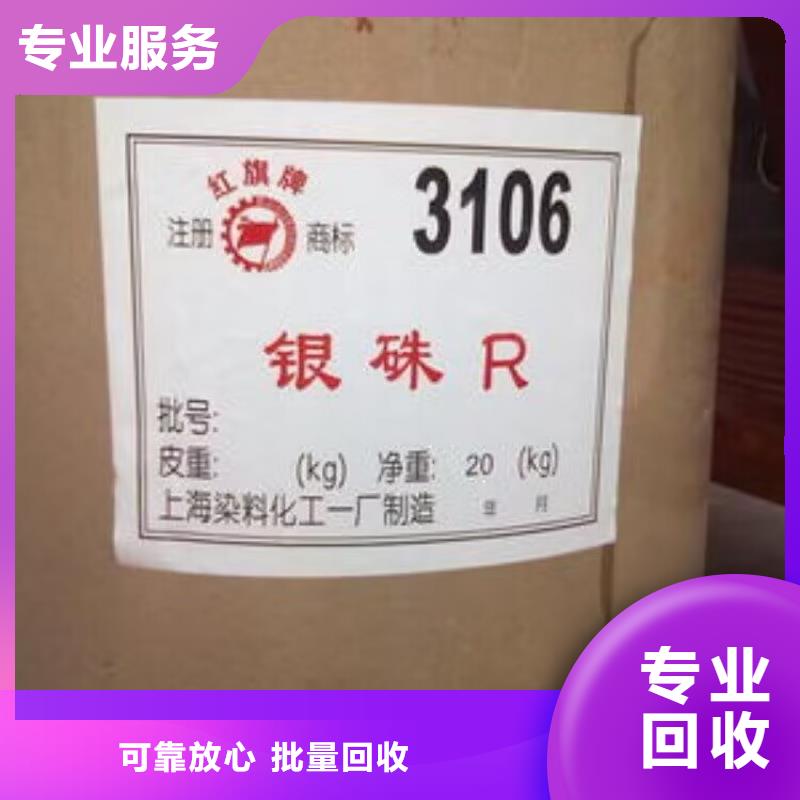 专业服务
红旗牌
注册 商标
3106
银硃 R
批号:
皮重: (kg) 净重: 20 (kg)
上海染料化工一厂制造 年 月
专业
回收
可靠放心 批量回收